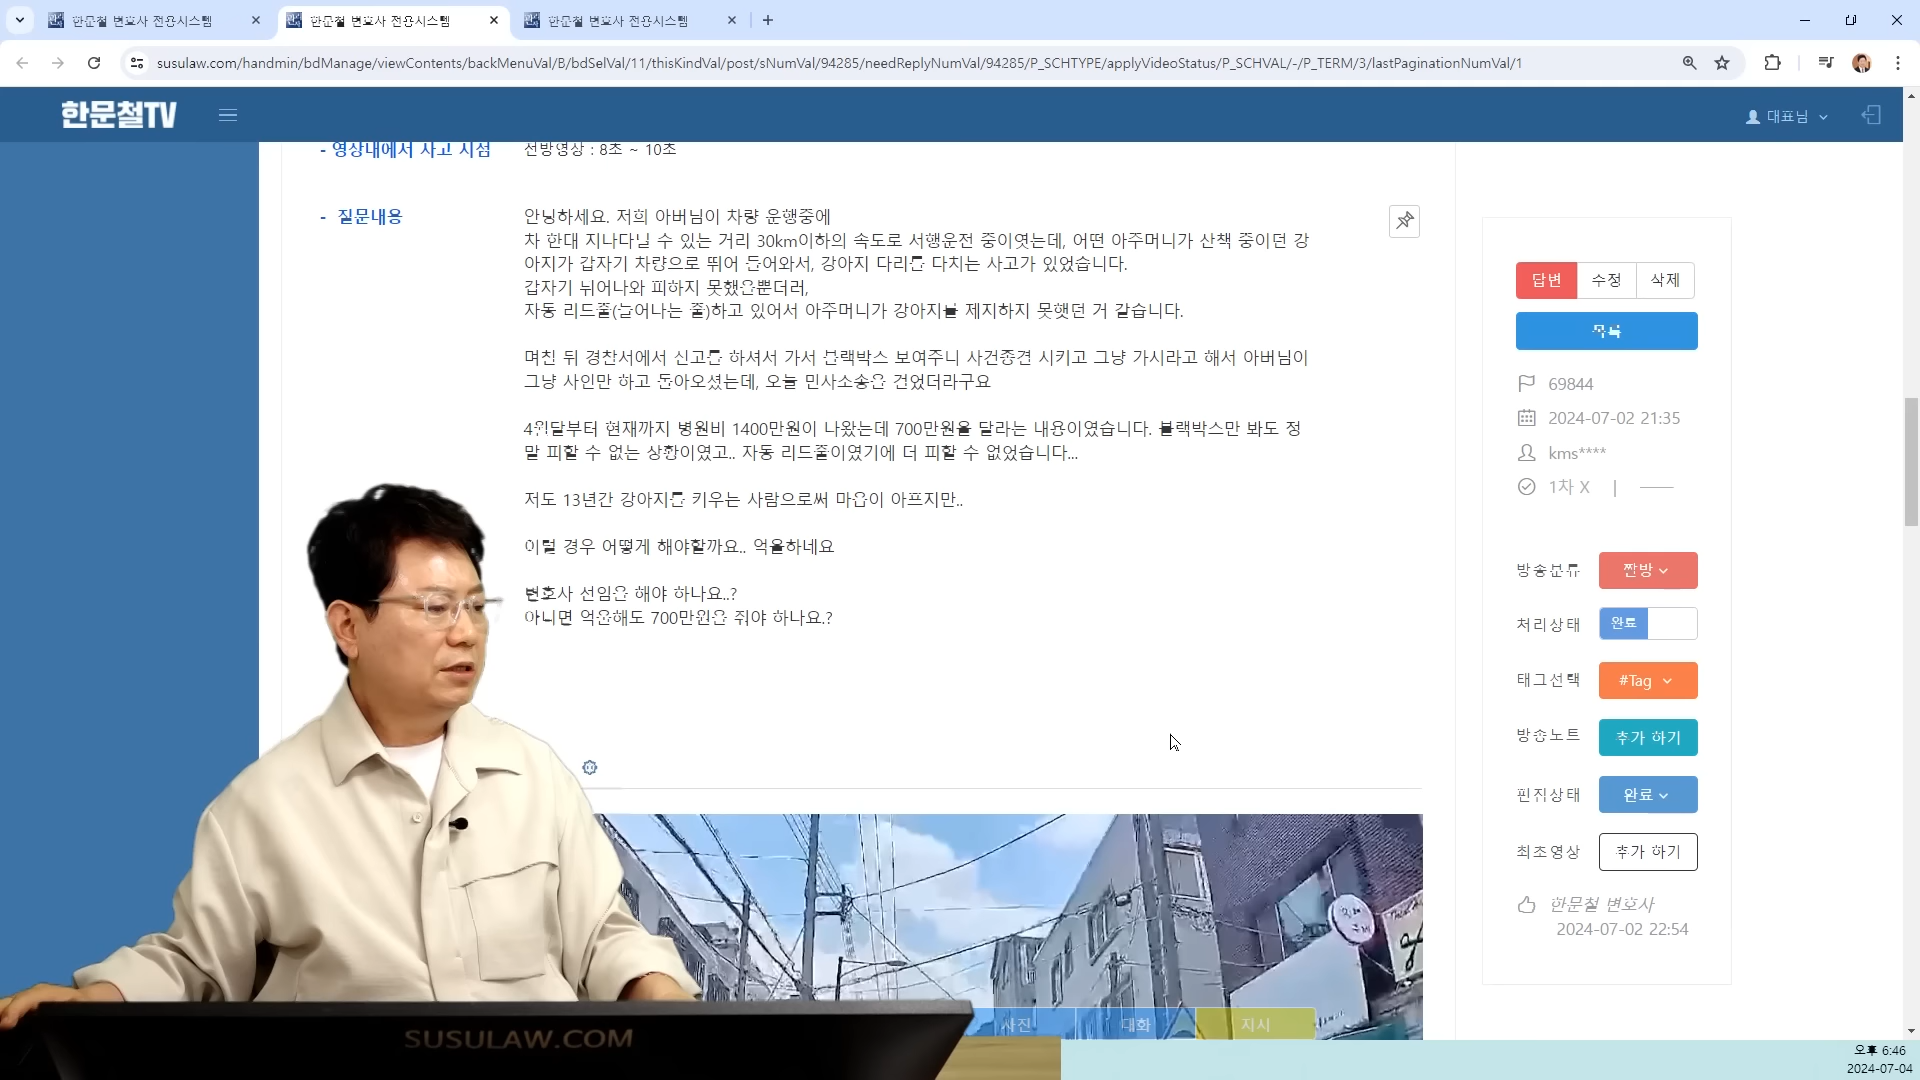 한문철 변호사 전용시스템
한문철 변호사 전용시스템
한문철 변호사 전용시스템
susulaw.com/handmin/bdManage/viewContents/backMenuVal/B/bdSelVal/11/thisKindVal/post/sNumVal/94285/needReplyNumVal/94285/P_SCHTYPE/applyVideoStatus/P_SCHVAL/-/P_TERM/3/lastPaginationNumVal/1
한문철TV
대표님
- 영상내에서 사고 시점 전방영상 : 8초 ~ 10초
- 질문내용
안녕하세요. 저희 아버님이 차량 운행중에
차 한대 지나다닐 수 있는 거리 30km이하의 속도로 서행운전 중이엿는데, 어떤 아주머니가 산책 중이던 강
아지가 갑자기 차량으로 뛰어 들어와서, 강아지 다리를 다치는 사고가 있었습니다.
갑자기 뉘어나와 피하지 못했을뿐더러,
자동 리드줄(늘어나는 줄)하고 있어서 아주머니가 강아지를 제지하지 못햇던 거 같습니다.
며친 뒤 경찰서에서 신고를 하셔서 가서 블랙박스 보여주니 사건종결 시키고 그냥 가시라고 해서 아버님이
그냥 사인만 하고 돌아오셨는데, 오늘 민사소송을 걸었더라구요
4월달부터 현재까지 병원비 1400만원이 나왔는데 700만원을 달라는 내용이였습니다. 블랙박스만 봐도 정
말 피할 수 없는 상황이였고.. 자동 리드줄이였기에 더 피할 수 없었습니다...
저도 13년간 강아지를 키우는 사람으로써 마음이 아프지만..
이럴 경우 어떻게 해야할까요.. 억울하네요
변호사 선임을 해야 하나요..?
아니면 억울해도 700만원을 줘야 하나요.?
답변 수정 삭제
목록
69844
2024-07-02 21:35
kms****
1차 X |
방송분류 짠방
처리상태 완료
태그선택 #Tag
방송노트 추가 하기
편집상태 완료
최초영상 추가 하기
한문철 변호사
2024-07-02 22:54
사진 대화 지시
SUSULAW.COM
오후 6:46
2024-07-04